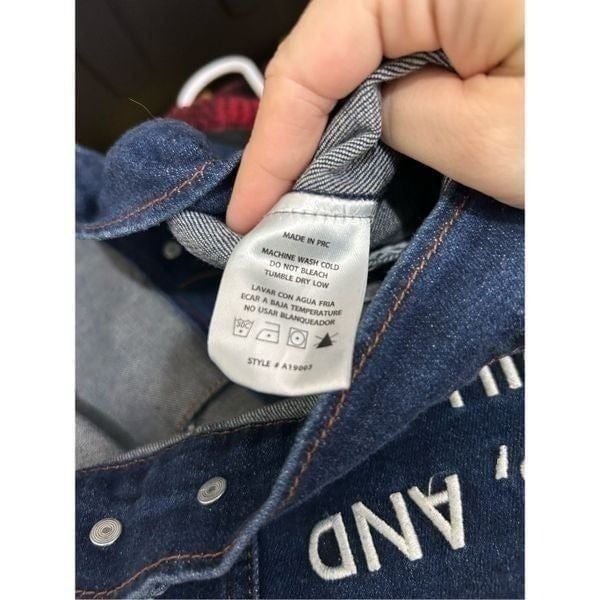 MADE IN PRC
MACHINE WASH COLD
DO NOT BLEACH
TUMBLE DRY LOW
LAVAR CON AGUA FRIA
ECAR A BAJA TEMPERATURE
NO USAR BLANQUEADOR
STYLE # A19007
AND